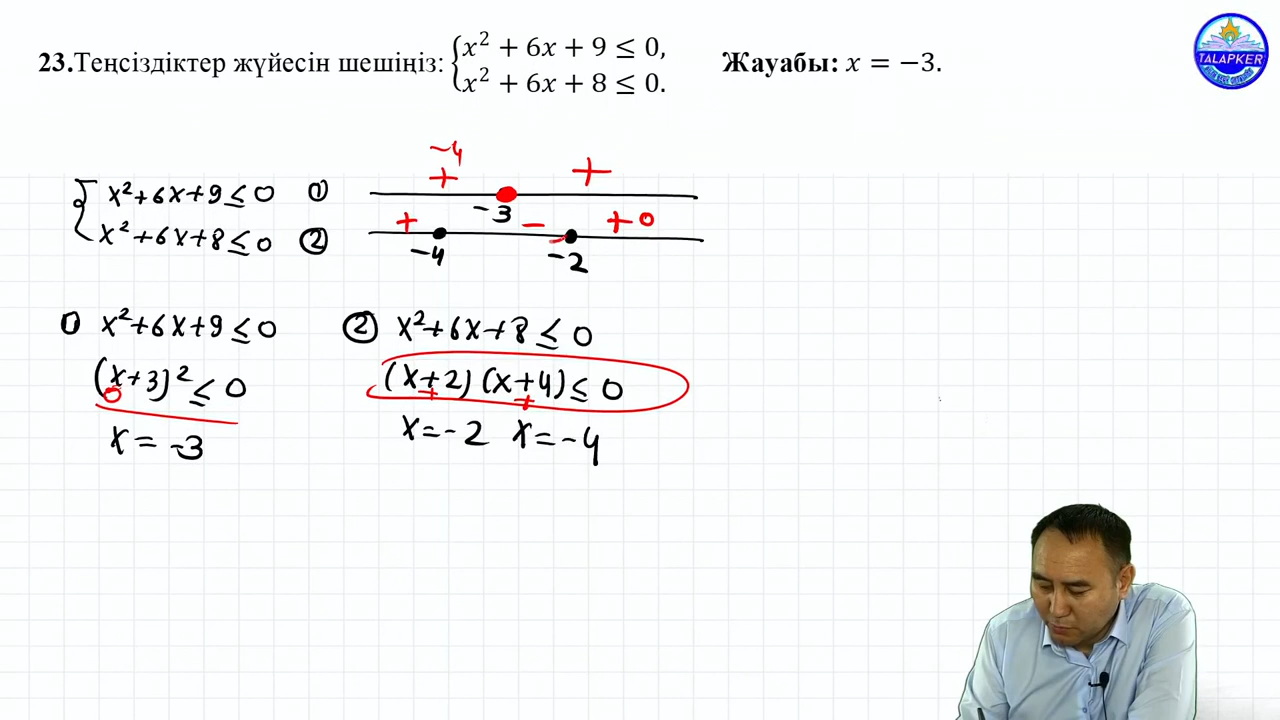 23.Теңсіздіктер жүйесін шешіңіз: {x² + 6x + 9 ≤ 0,
x² + 6x + 8 ≤ 0.
Жауабы: x = −3.
TALAPKER
{x²+6x+9≤0 ①
x²+6x+8≤0 ②
-4
+ +
-3
+ - + 0
-4 -2
① x²+6x+9≤0
(x+3)²≤0
0
x=-3
② x²+6x+8≤0
(x+2)(x+4)≤0
+ +
x=-2 x=-4